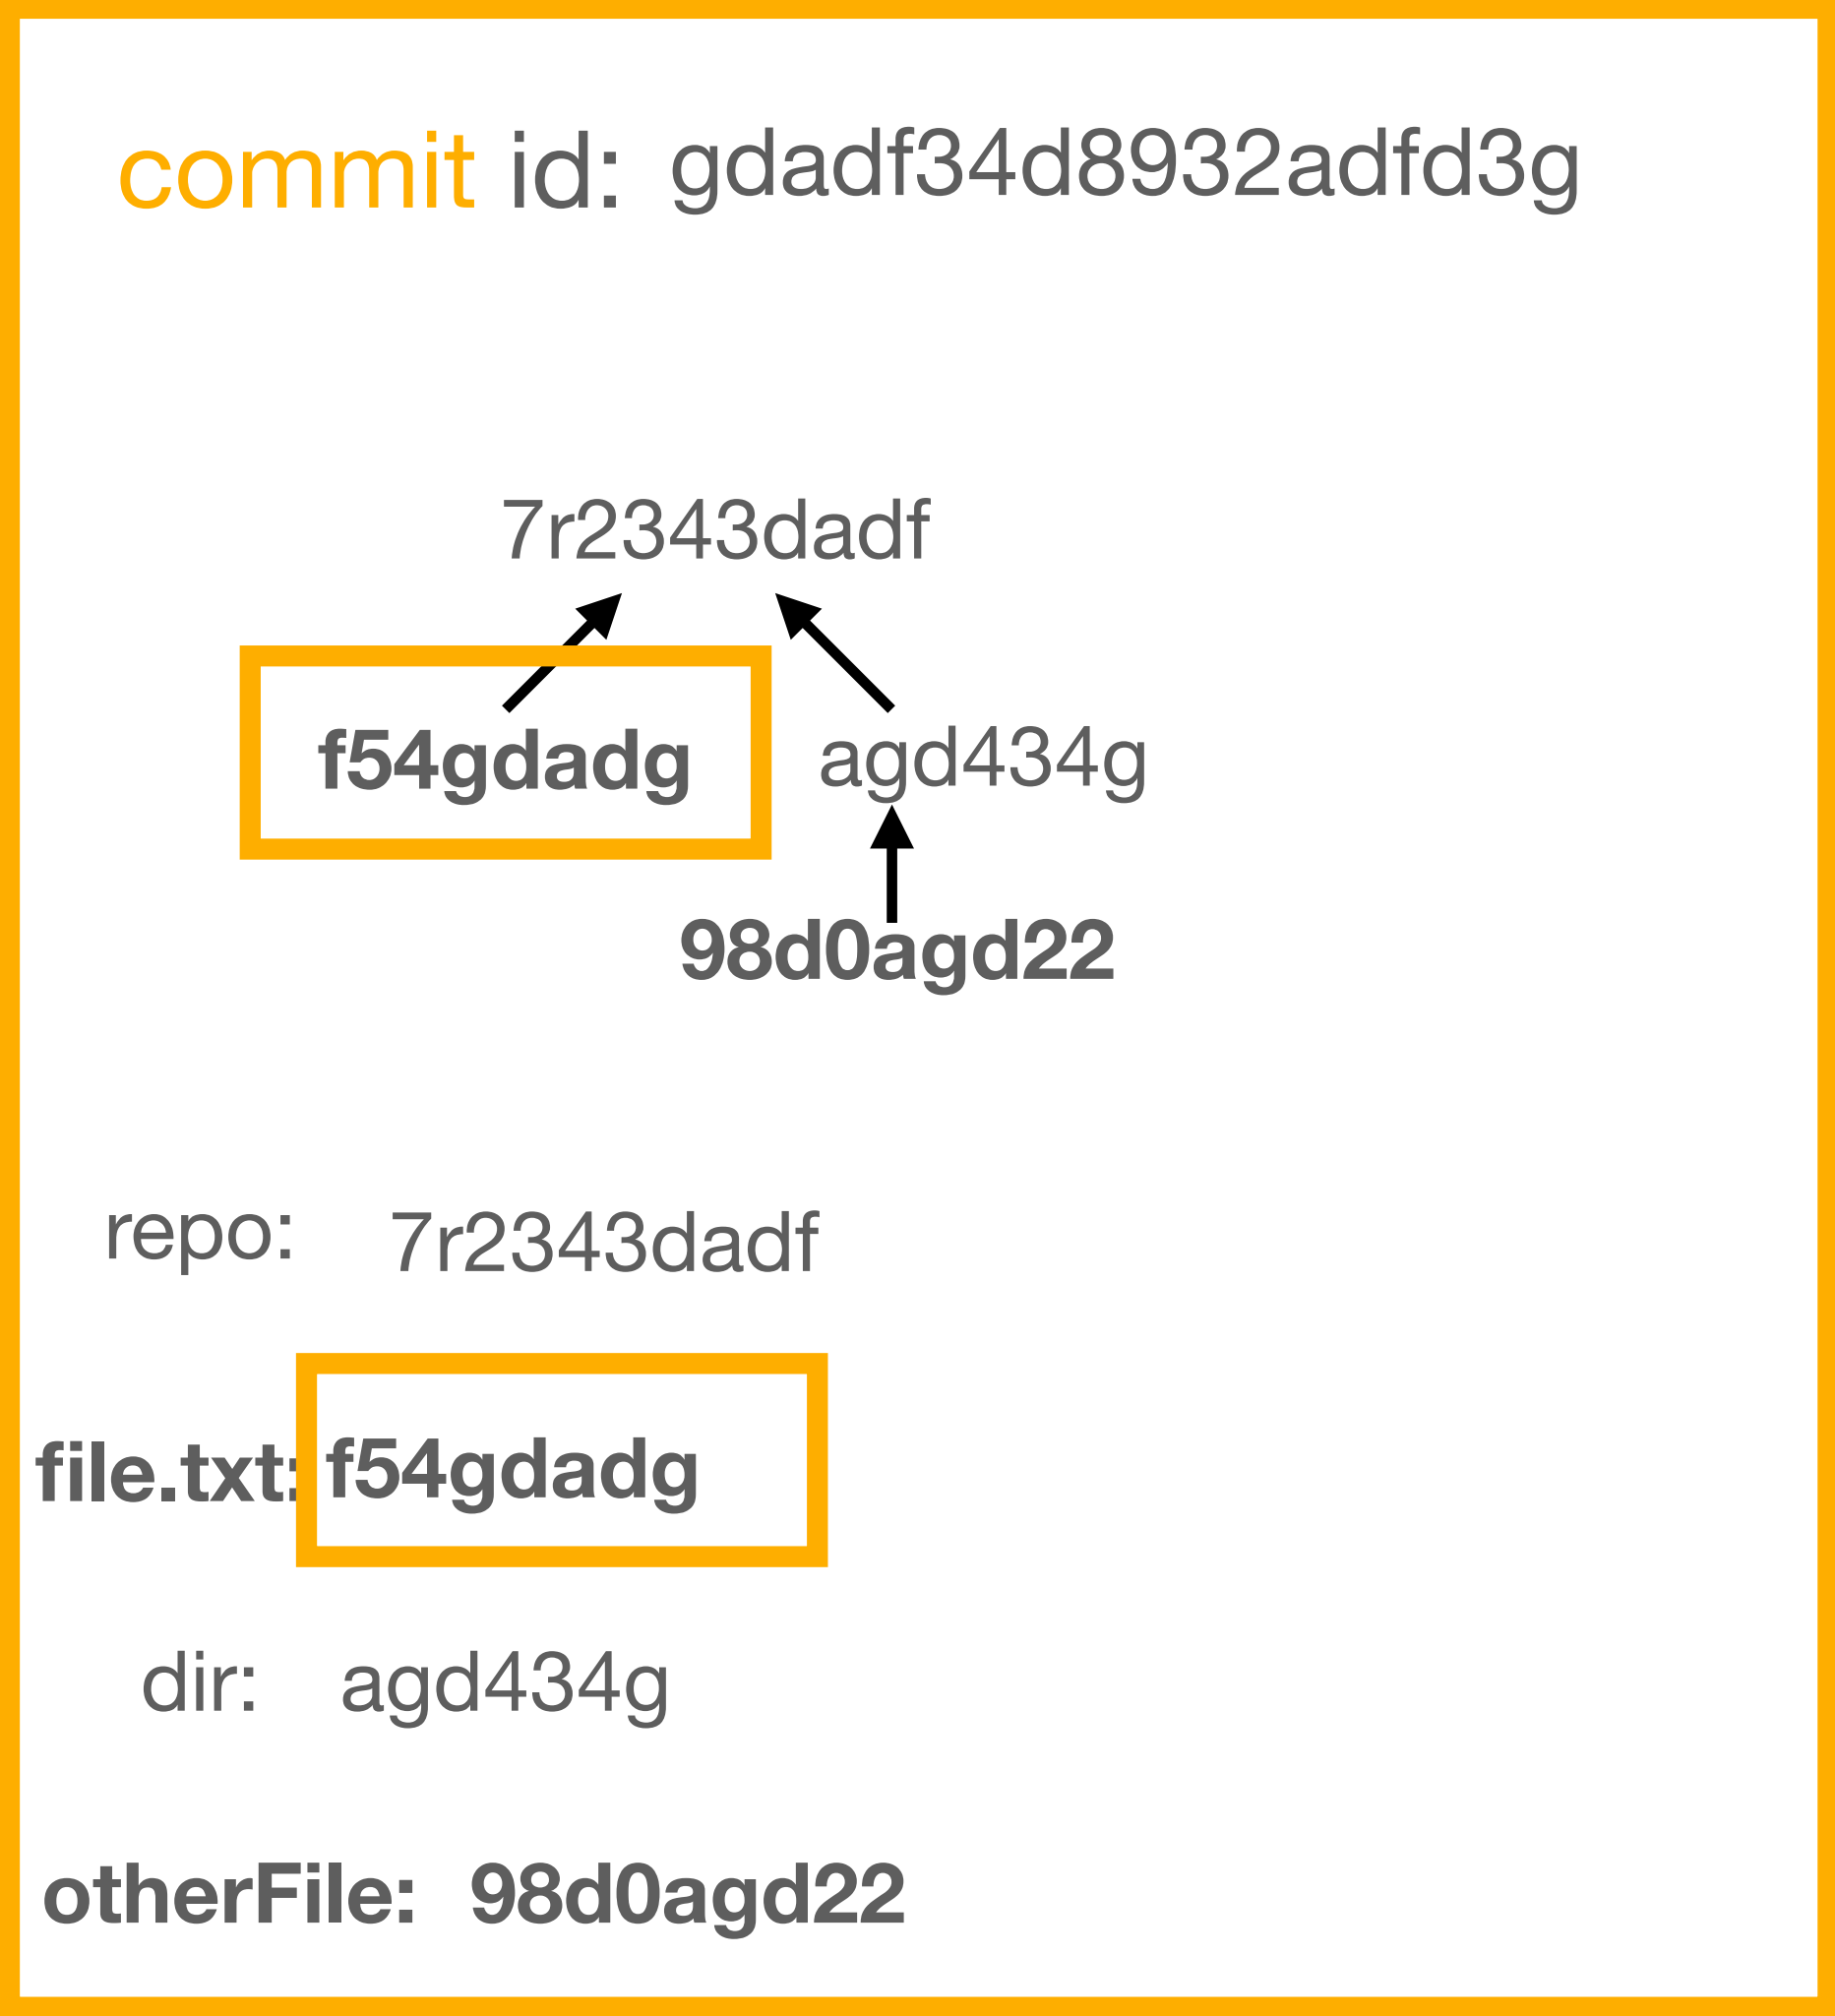 commit id: gdadf34d8932adfd3g
7r2343dadf
f54gdadg agd434g
98d0agd22
repo: 7r2343dadf
file.txt: f54gdadg
dir: agd434g
otherFile: 98d0agd22